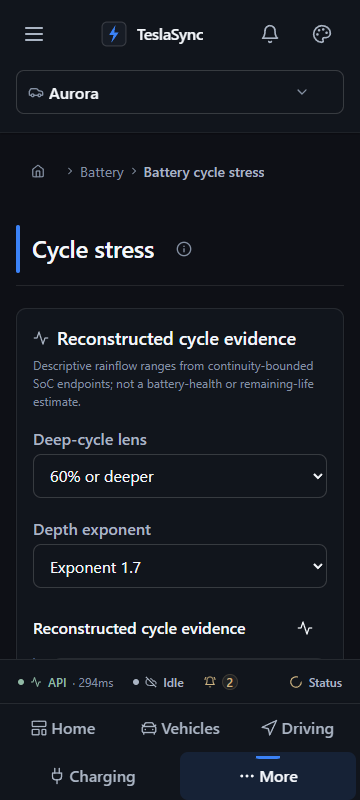 TeslaSync
Aurora
Battery
Battery cycle stress
Cycle stress
Reconstructed cycle evidence
Descriptive rainflow ranges from continuity-bounded
SoC endpoints; not a battery-health or remaining-life
estimate.
Deep-cycle lens
60% or deeper
Depth exponent
Exponent 1.7
Reconstructed cycle evidence
API · 294ms
Idle
2
Status
Home
Vehicles
Driving
Charging
More